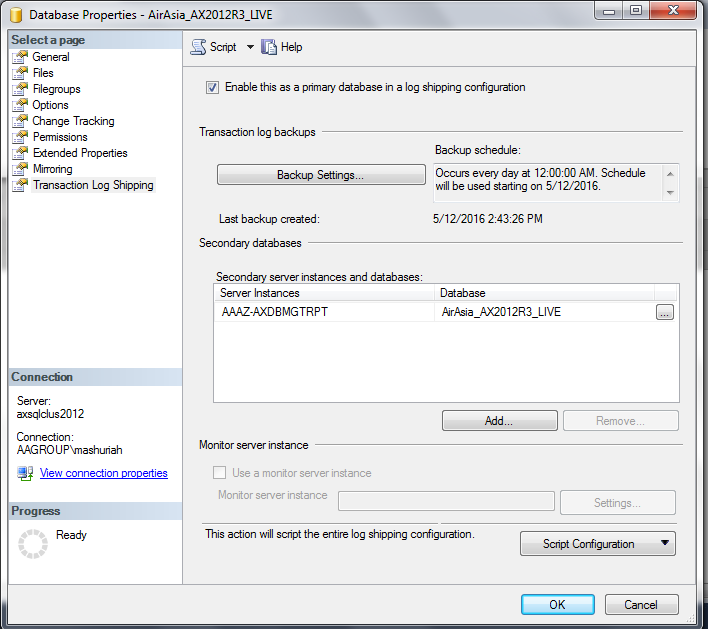 Database Properties - AirAsia_AX2012R3_LIVE
Select a page
General
Files
Filegroups
Options
Change Tracking
Permissions
Extended Properties
Mirroring
Transaction Log Shipping
Connection
Server:
axsqlclus2012
Connection:
AAGROUP\mashuriah
View connection properties
Progress
Ready
Script Help
Enable this as a primary database in a log shipping configuration
Transaction log backups
Backup schedule:
Backup Settings...
Occurs every day at 12:00:00 AM. Schedule
will be used starting on 5/12/2016.
Last backup created: 5/12/2016 2:43:26 PM
Secondary databases
Secondary server instances and databases:
Server Instances Database
AAAZ-AXDBMGTRPT AirAsia_AX2012R3_LIVE ...
Add... Remove...
Monitor server instance
Use a monitor server instance
Monitor server instance Settings...
This action will script the entire log shipping configuration. Script Configuration
OK Cancel